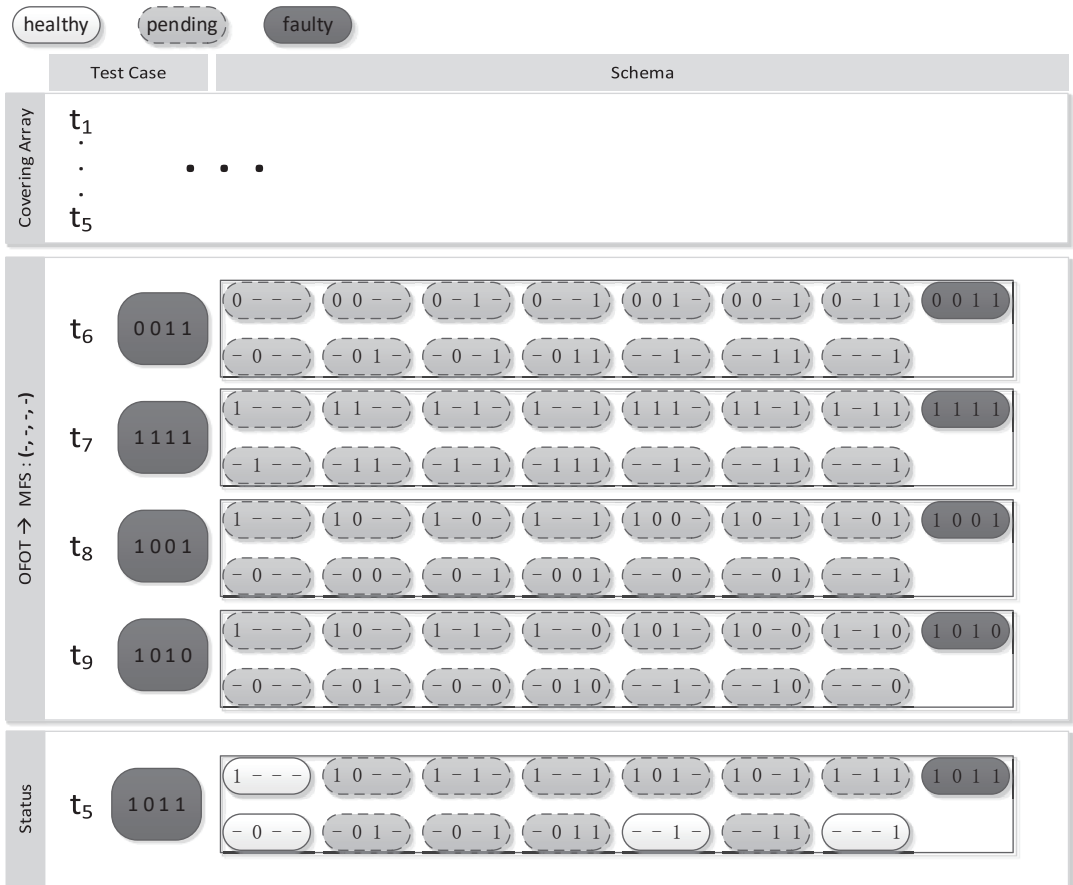 healthy pending faulty
Test Case Schema
Covering Array
t1
. . .
t5
OFOT → MFS : (-, -, -, -)
t6 0011 0 - - - 0 0 - - 0 - 1 - 0 - - 1 0 0 1 - 0 0 - 1 0 - 1 1 0 0 1 1
- 0 - - - 0 1 - - 0 - 1 - 0 1 1 - - 1 - - - 1 1 - - - 1
t7 1111 1 - - - 1 1 - - 1 - 1 - 1 - - 1 1 1 1 - 1 1 - 1 1 - 1 1 1 1 1 1
- 1 - - - 1 1 - - 1 - 1 - 1 1 1 - - 1 - - - 1 1 - - - 1
t8 1001 1 - - - 1 0 - - 1 - 0 - 1 - - 1 1 0 0 - 1 0 - 1 1 - 0 1 1 0 0 1
- 0 - - - 0 0 - - 0 - 1 - 0 0 1 - - 0 - - - 0 1 - - - 1
t9 1010 1 - - - 1 0 - - 1 - 1 - 1 - - 0 1 0 1 - 1 0 - 0 1 - 1 0 1 0 1 0
- 0 - - - 0 1 - - 0 - 0 - 0 1 0 - - 1 - - - 1 0 - - - 0
Status
t5 1011 1 - - - 1 0 - - 1 - 1 - 1 - - 1 1 0 1 - 1 0 - 1 1 - 1 1 1 0 1 1
- 0 - - - 0 1 - - 0 - 1 - 0 1 1 - - 1 - - - 1 1 - - - 1